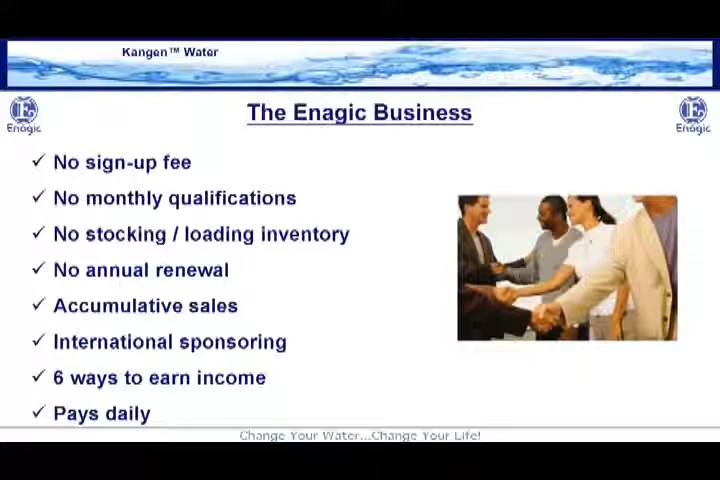 Kangen™ Water
The Enagic Business
E
Enagic
E
Enagic
✓ No sign-up fee
✓ No monthly qualifications
✓ No stocking / loading inventory
✓ No annual renewal
✓ Accumulative sales
✓ International sponsoring
✓ 6 ways to earn income
✓ Pays daily
Change Your Water...Change Your Life!